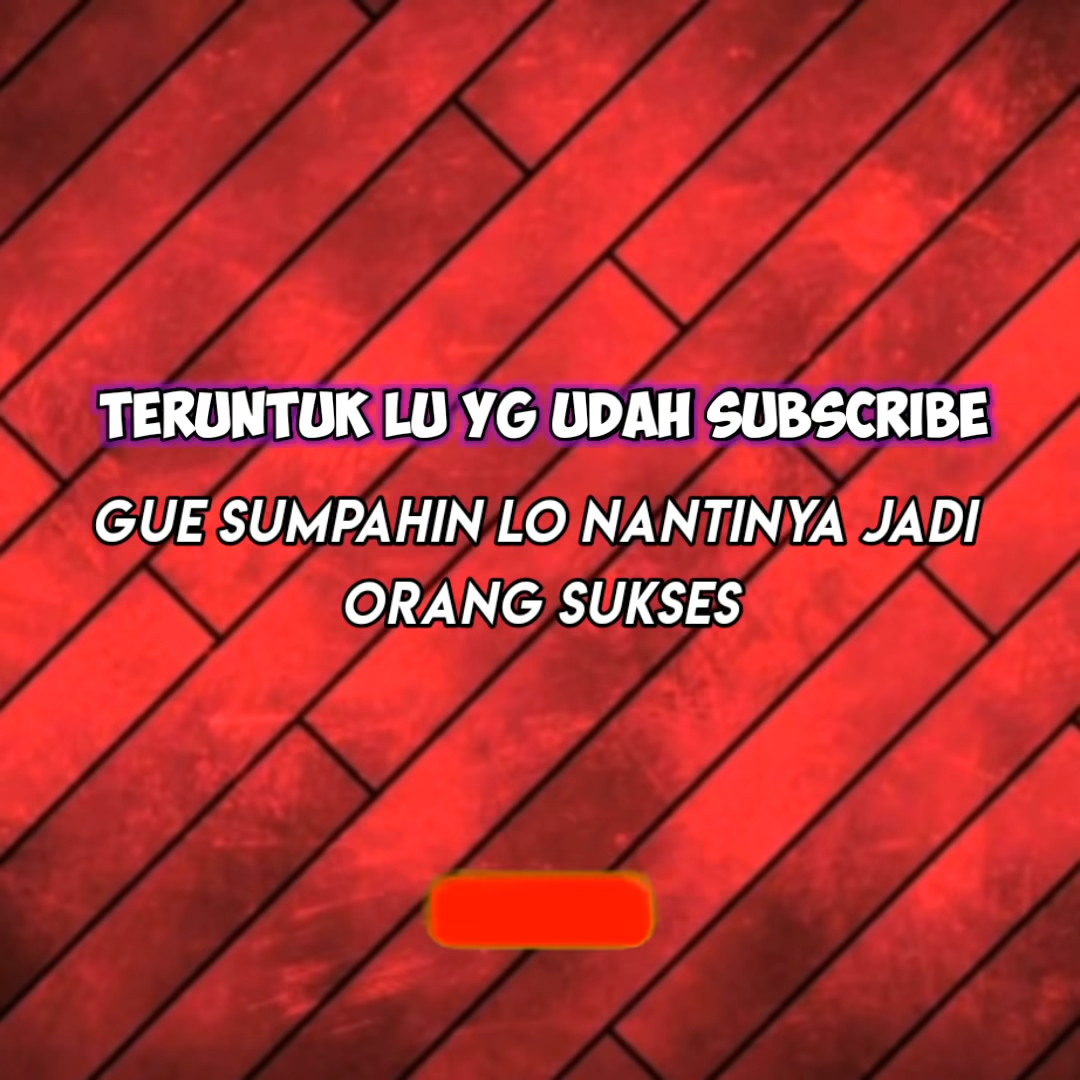 TERUNTUK LU YG UDAH SUBSCRIBE
GUE SUMPAHIN LO NANTINYA JADI
ORANG SUKSES